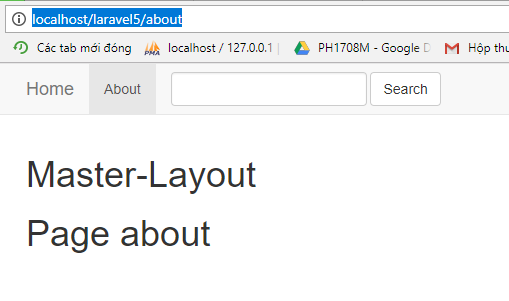 localhost/laravel5/about
Các tab mới đóng localhost / 127.0.0.1 PH1708M - Google D Hộp thu
Home About Search
Master-Layout
Page about